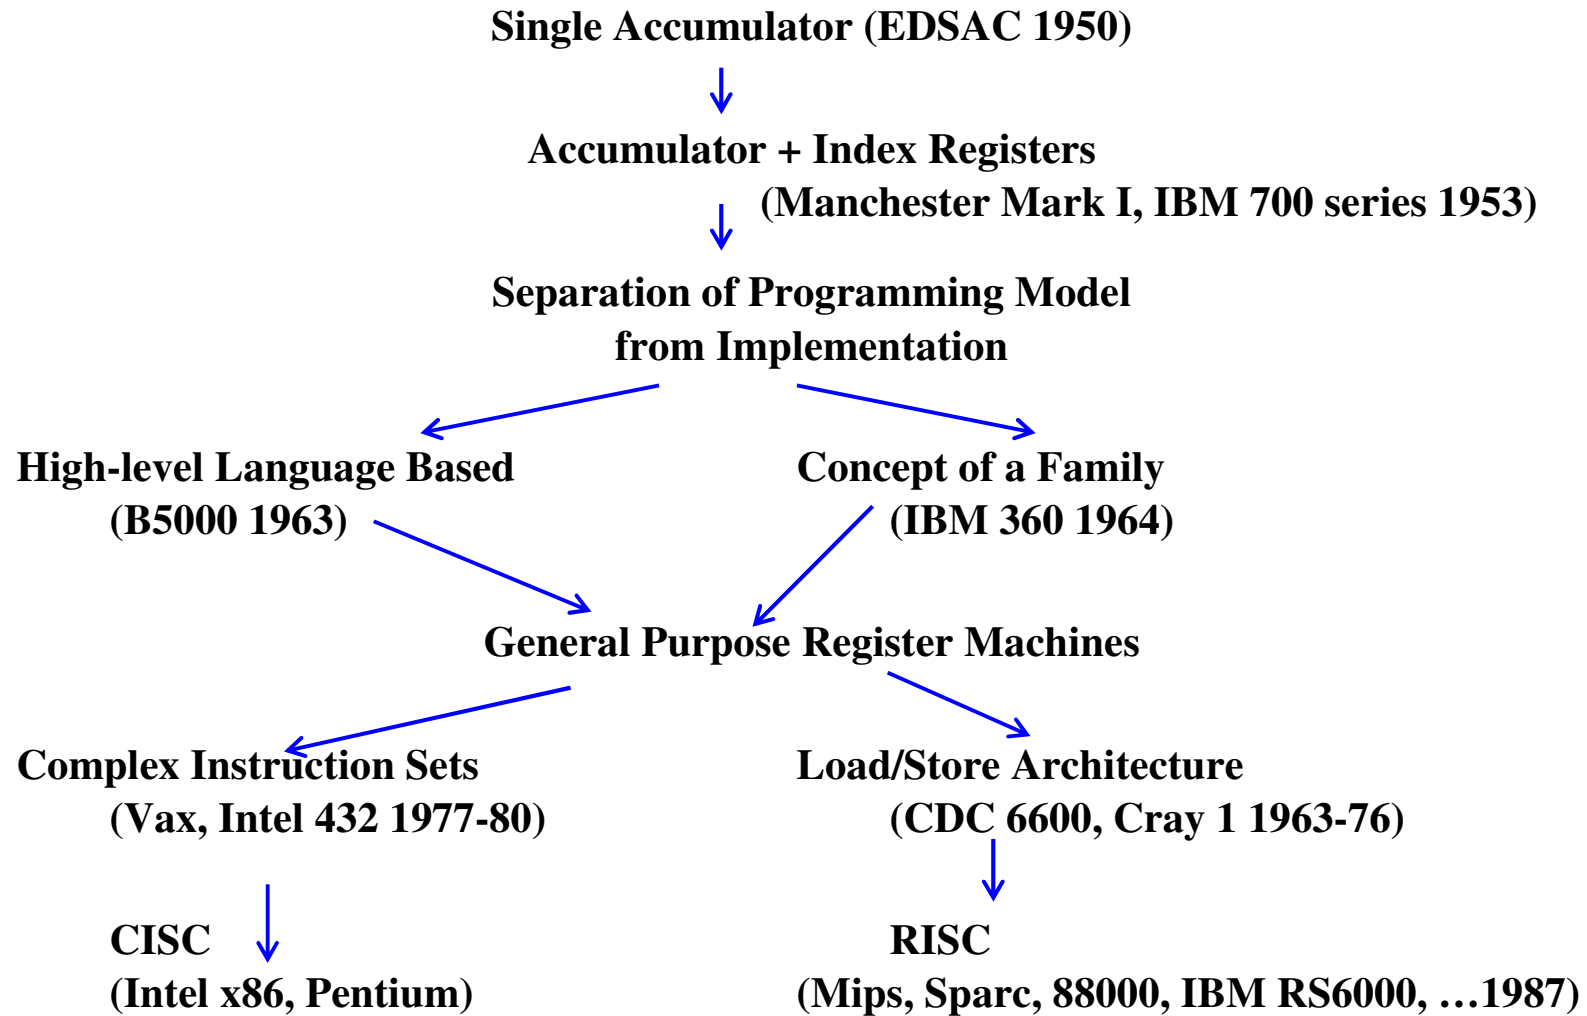 Single Accumulator (EDSAC 1950)
Accumulator + Index Registers
(Manchester Mark I, IBM 700 series 1953)
Separation of Programming Model
from Implementation
High-level Language Based
(B5000 1963)
Concept of a Family
(IBM 360 1964)
General Purpose Register Machines
Complex Instruction Sets
(Vax, Intel 432 1977-80)
Load/Store Architecture
(CDC 6600, Cray 1 1963-76)
CISC
(Intel x86, Pentium)
RISC
(Mips, Sparc, 88000, IBM RS6000, …1987)